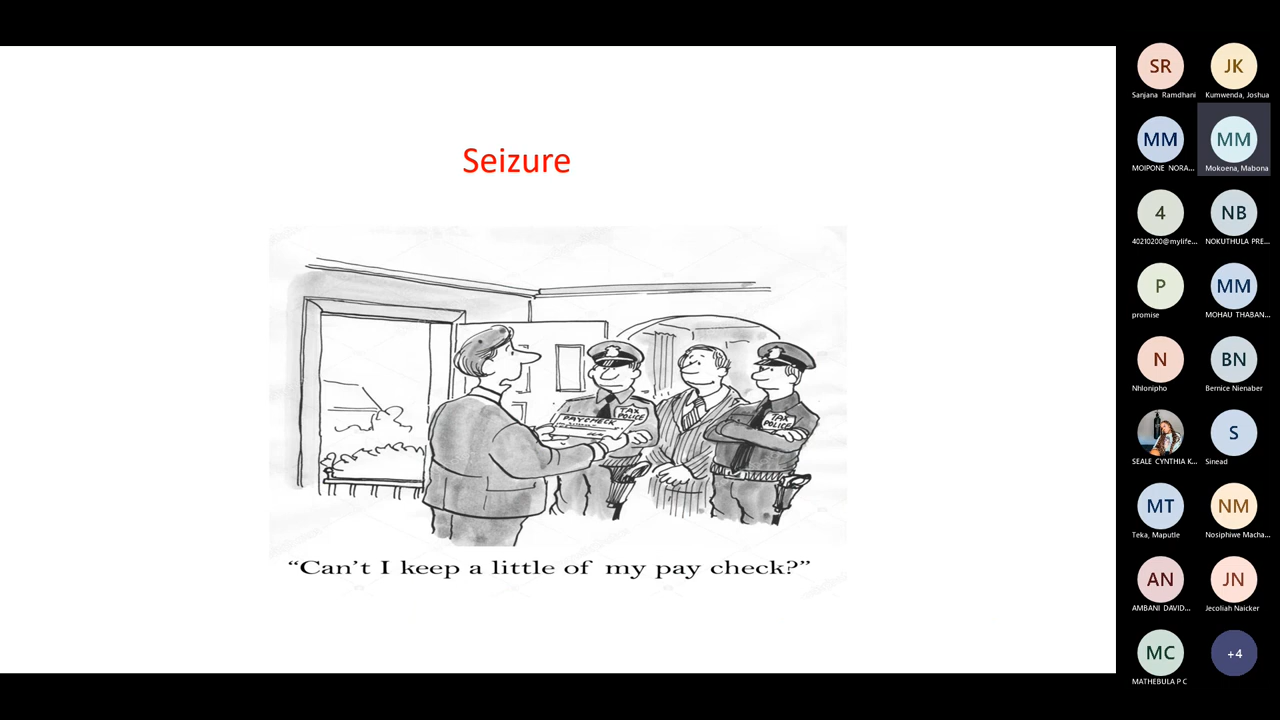 Seizure
PAYCHECK
TAX
POLICE
TAX
POLICE
“Can’t I keep a little of my pay check?”
SR
Sanjana Ramdhani
JK
Kumwenda, Joshua
MM
MOIPONE NORA...
MM
Mokoena, Mabona
4
40210200@mylife...
NB
NOKUTHULA PRE...
P
promise
MM
MOHAU THABAN...
N
Nhlonipho
BN
Bernice Nienaber
SEALE CYNTHIA K...
S
Sinead
MT
Teka, Maputle
NM
Nosiphiwe Macha...
AN
AMBANI DAVID...
JN
Jecoliah Naicker
MC
MATHEBULA P C
+4